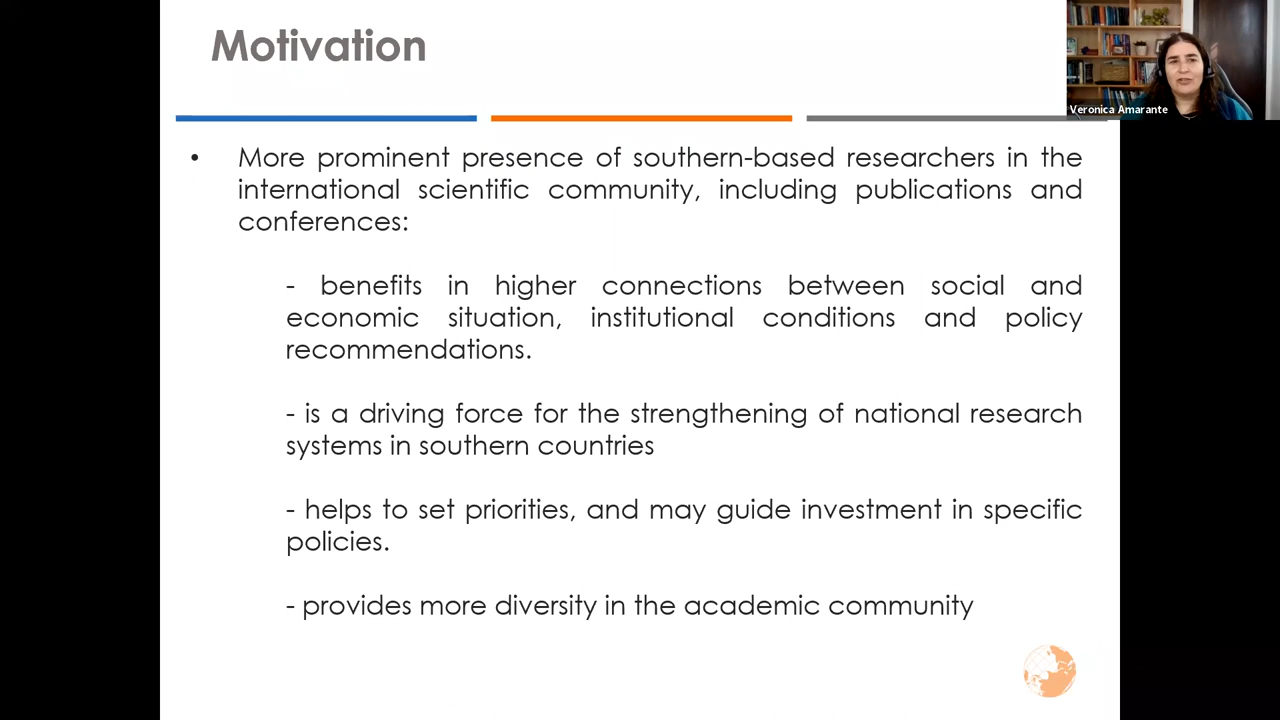 Motivation
Veronica Amarante
• More prominent presence of southern-based researchers in the
international scientific community, including publications and
conferences:
- benefits in higher connections between social and
economic situation, institutional conditions and policy
recommendations.
- is a driving force for the strengthening of national research
systems in southern countries
- helps to set priorities, and may guide investment in specific
policies.
- provides more diversity in the academic community